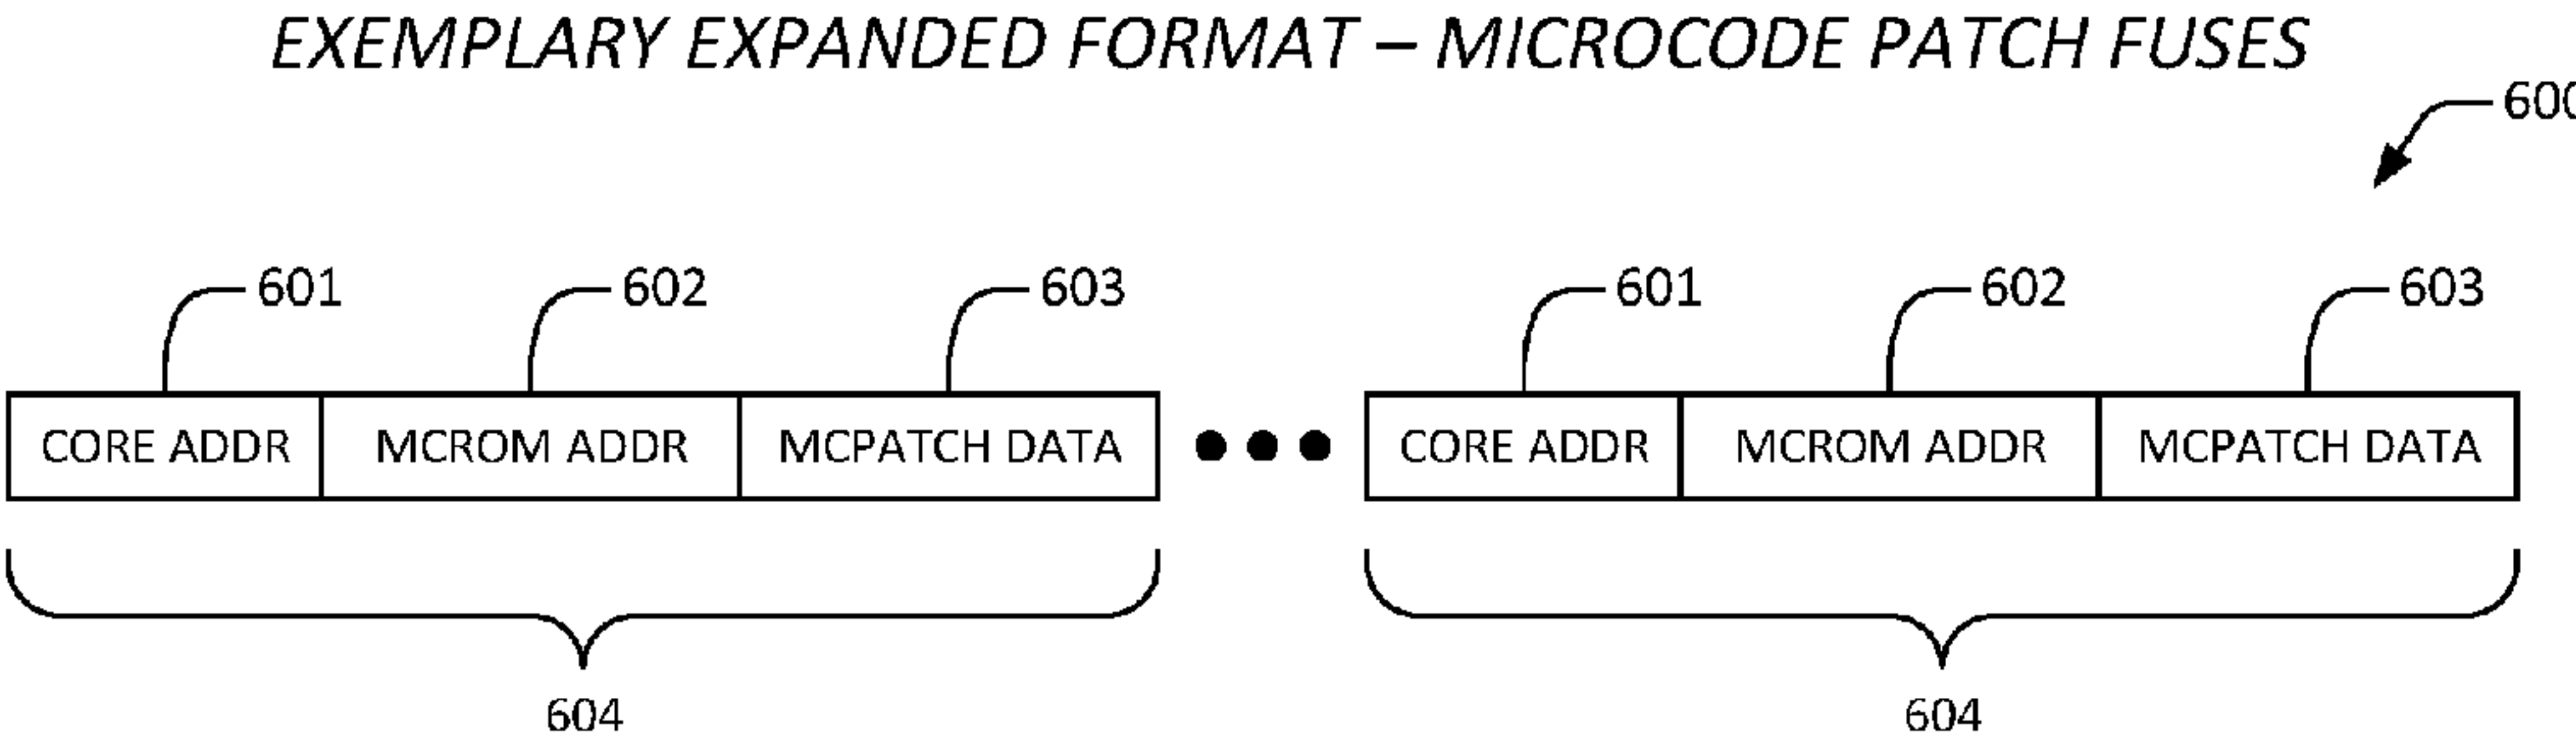 EXEMPLARY EXPANDED FORMAT – MICROCODE PATCH FUSES
600
601 602 603 601 602 603
CORE ADDR MCROM ADDR MCPATCH DATA ••• CORE ADDR MCROM ADDR MCPATCH DATA
604 604